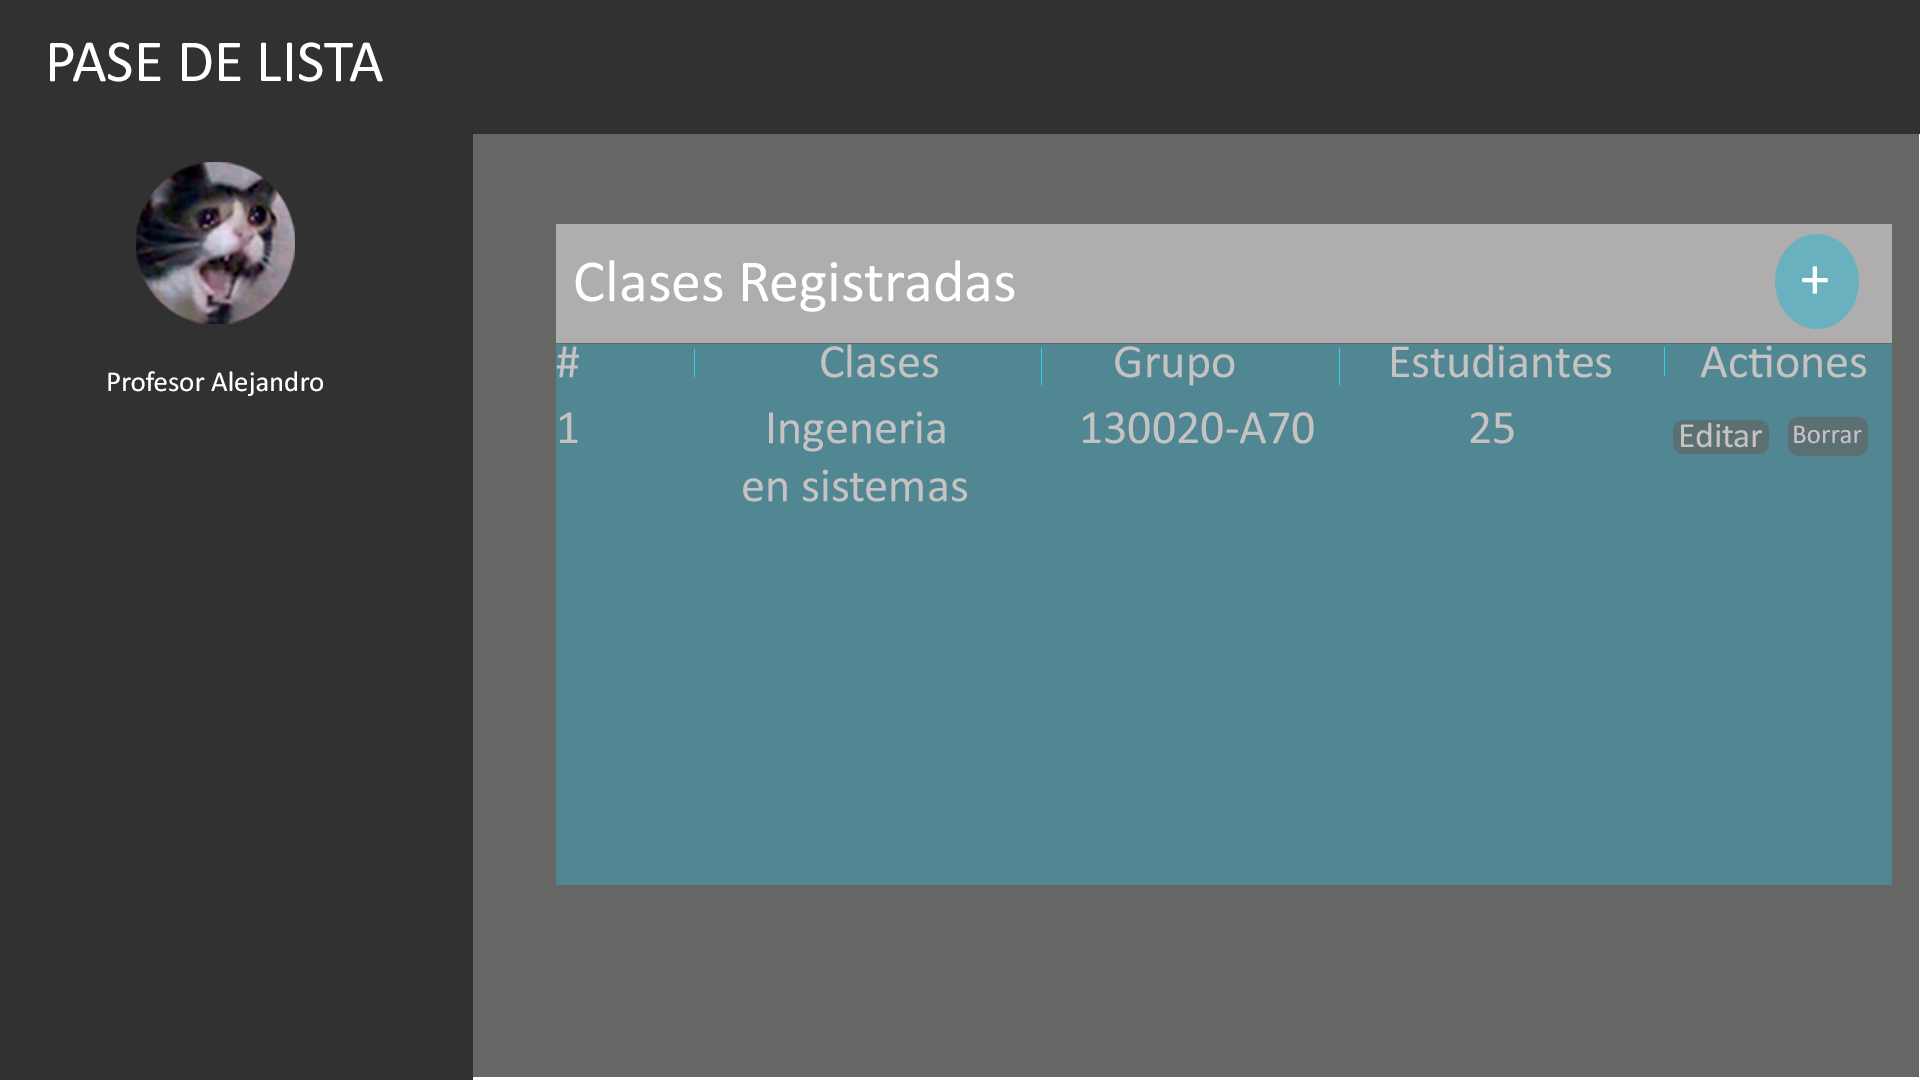 PASE DE LISTA
Profesor Alejandro
Clases Registradas +
# Clases Grupo Estudiantes Actiones
1 Ingeneria 130020-A70 25 Editar Borrar
en sistemas